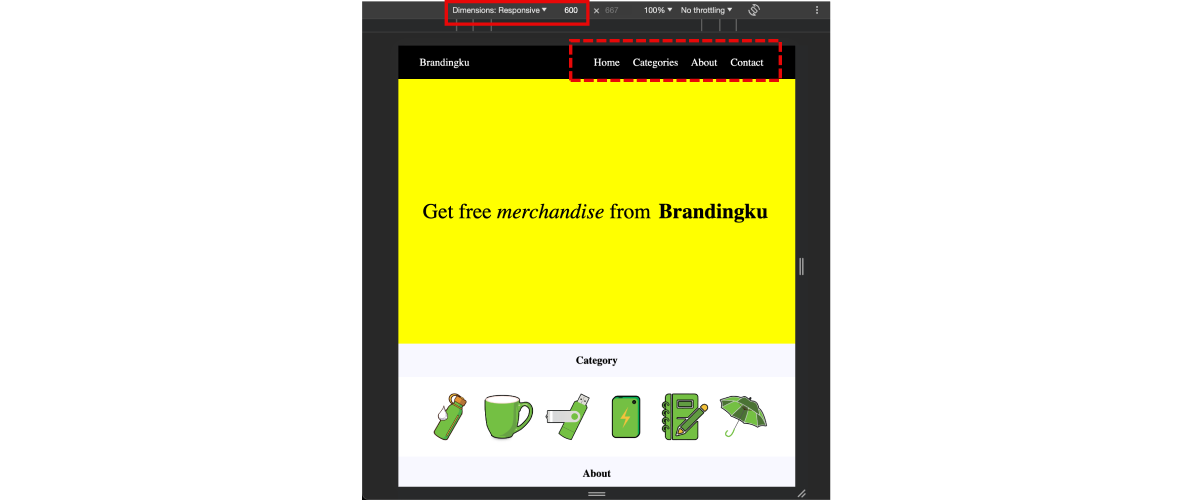 Dimensions: Responsive 600 × 667 100% No throttling
Brandingku Home Categories About Contact
Get free merchandise from Brandingku
Category
About